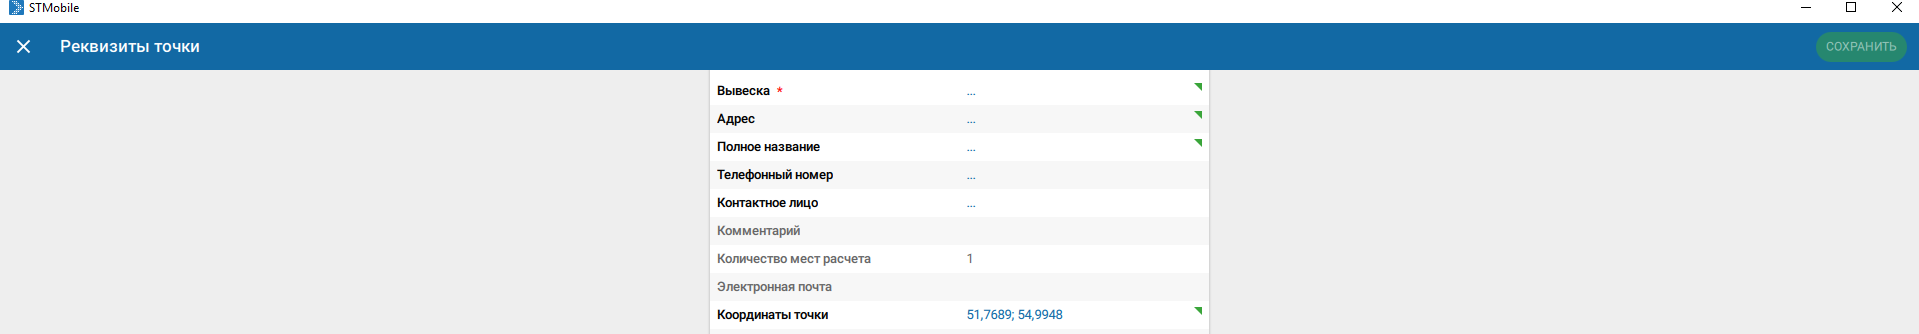 STMobile
Реквизиты точки
СОХРАНИТЬ
Вывеска * ...
Адрес ...
Полное название ...
Телефонный номер ...
Контактное лицо ...
Комментарий
Количество мест расчета 1
Электронная почта
Координаты точки 51,7689; 54,9948